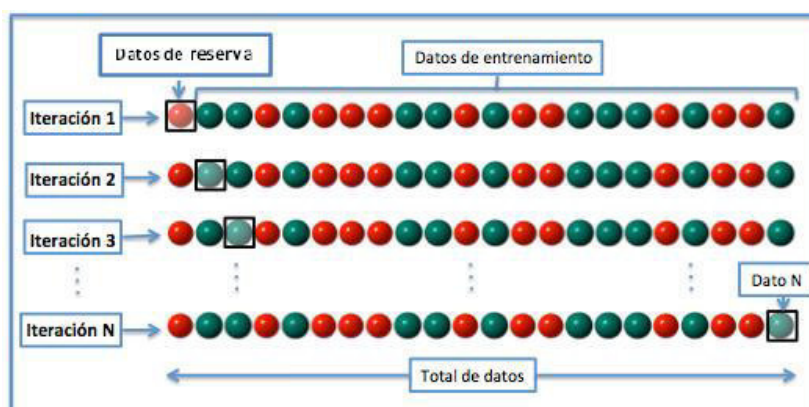 Datos de reserva
Datos de entrenamiento
Iteración 1
Iteración 2
Iteración 3
Dato N
Iteración N
Total de datos